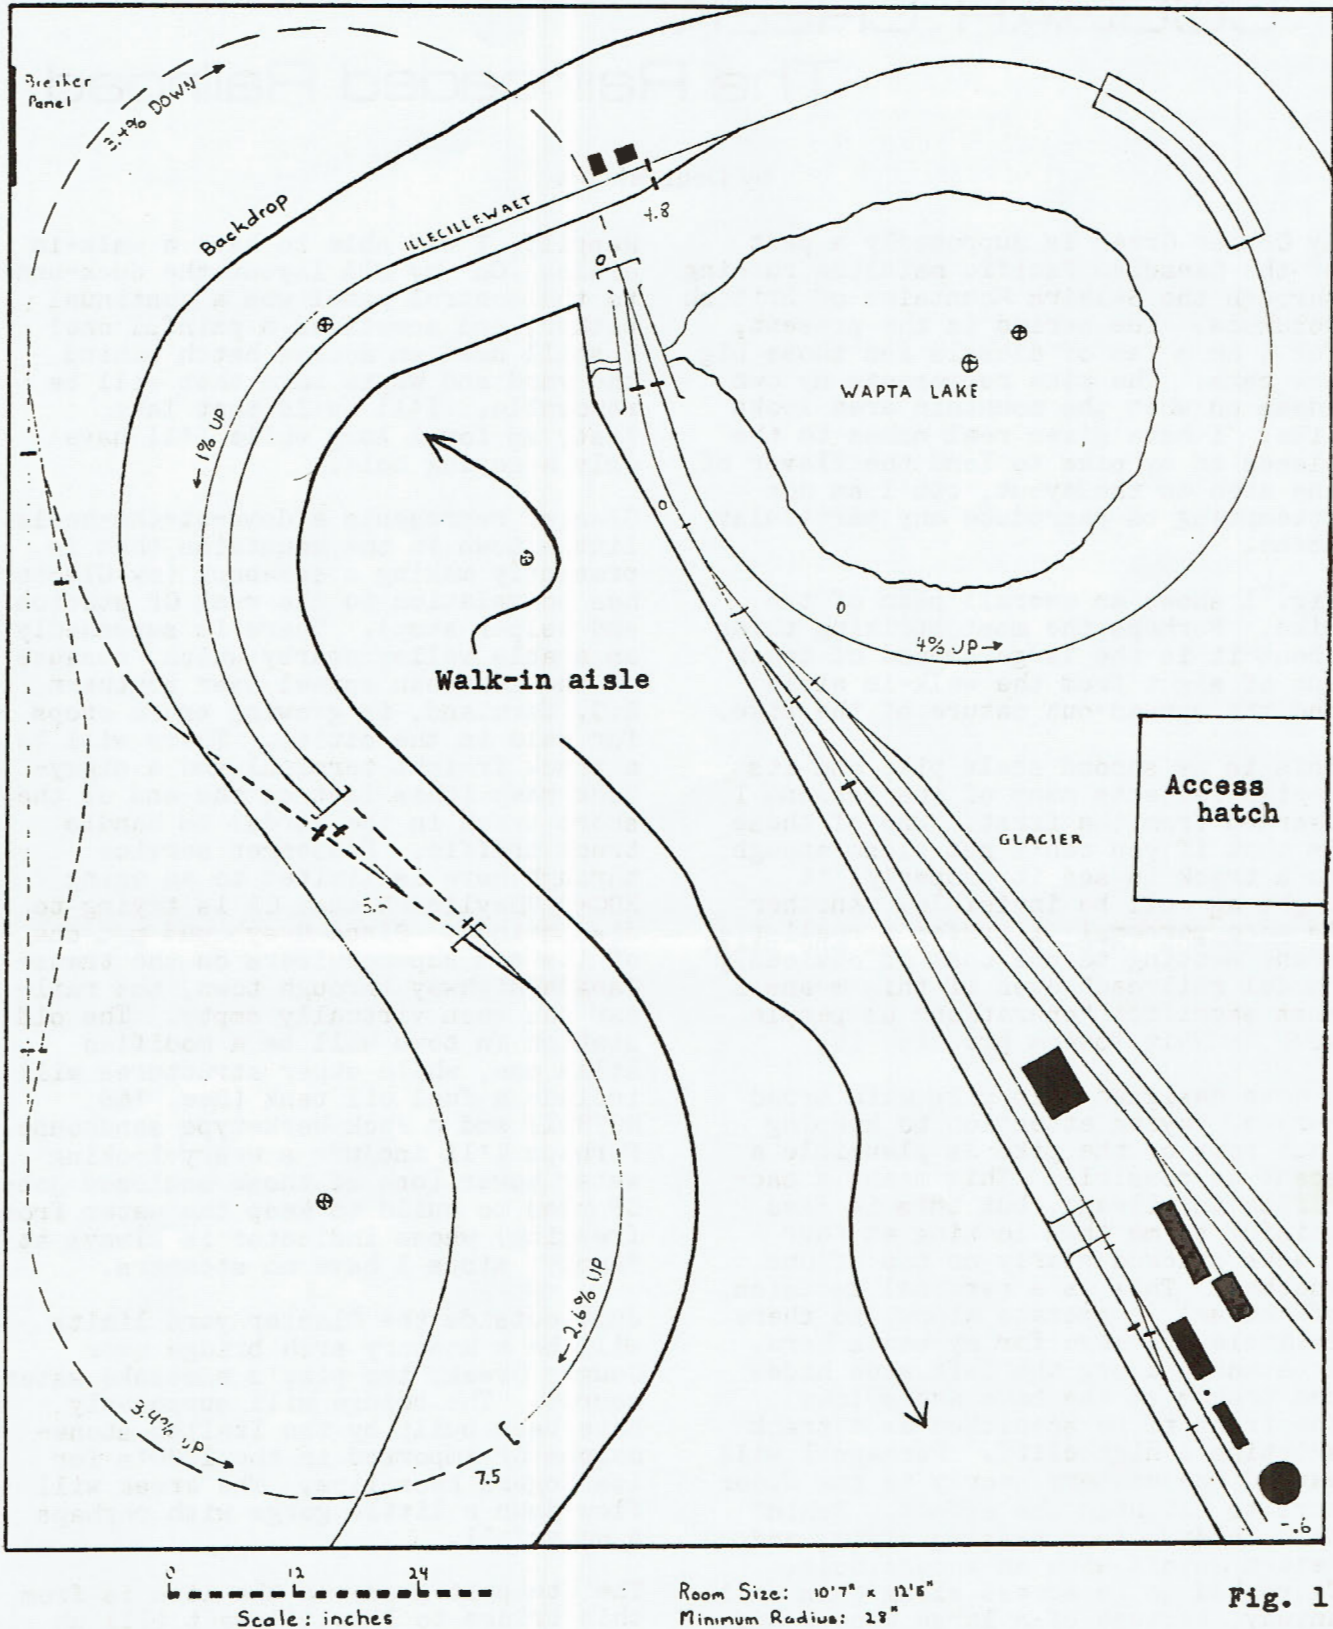 Breaker
Panel
3.4% DOWN →
Backdrop
ILLECILLEWAET
4.8
0
← 1% UP
WAPTA LAKE
0
0
4% UP →
Walk-in aisle
Access
hatch
GLACIER
5.2
← 2.6% UP
3.4% UP →
7.5
-.6
0 12 24
Scale: inches
Room Size: 10'7" x 12'5"
Minimum Radius: 28"
Fig. 1